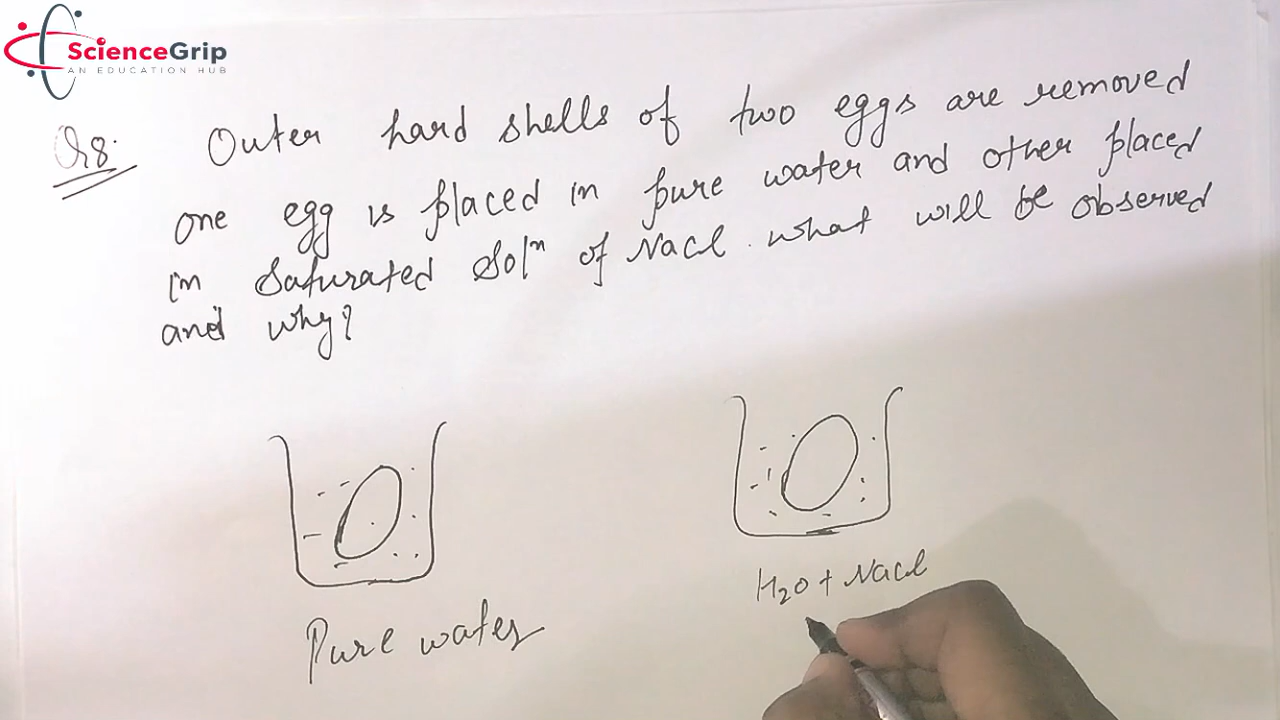 ScienceGrip
AN EDUCATION HUB
Q8. Outer hard shells of two eggs are removed
one egg is placed in pure water and other placed
in saturated Solⁿ of Nacl. what will be observed
and why?
Pure water
H₂O + Nacl